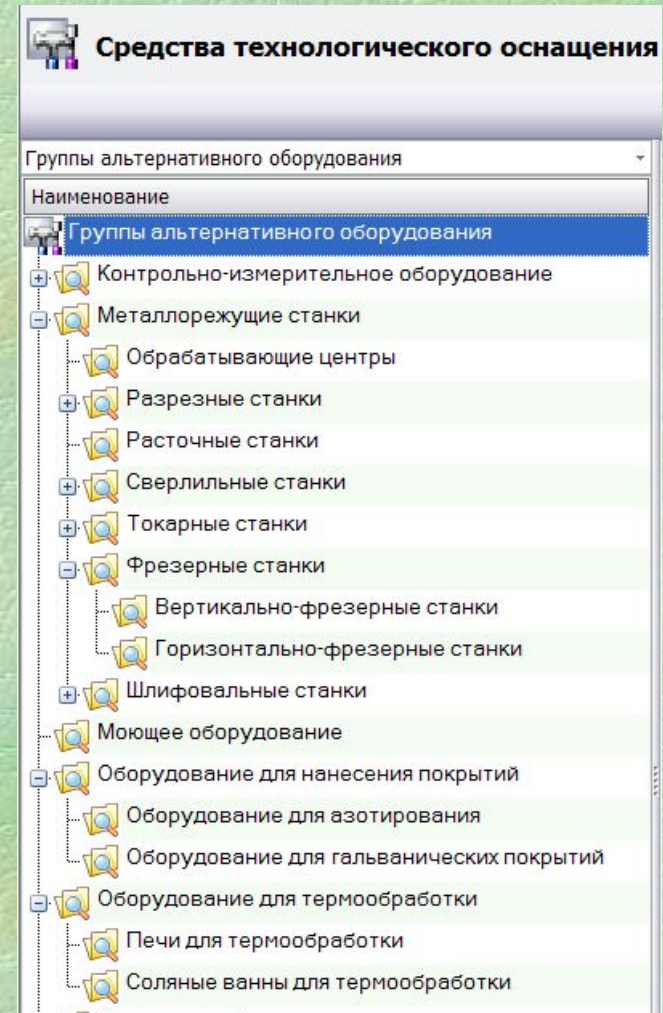 Средства технологического оснащения
Группы альтернативного оборудования
Наименование
Группы альтернативного оборудования
Контрольно-измерительное оборудование
Металлорежущие станки
Обрабатывающие центры
Разрезные станки
Расточные станки
Сверлильные станки
Токарные станки
Фрезерные станки
Вертикально-фрезерные станки
Горизонтально-фрезерные станки
Шлифовальные станки
Моющее оборудование
Оборудование для нанесения покрытий
Оборудование для азотирования
Оборудование для гальванических покрытий
Оборудование для термообработки
Печи для термообработки
Соляные ванны для термообработки